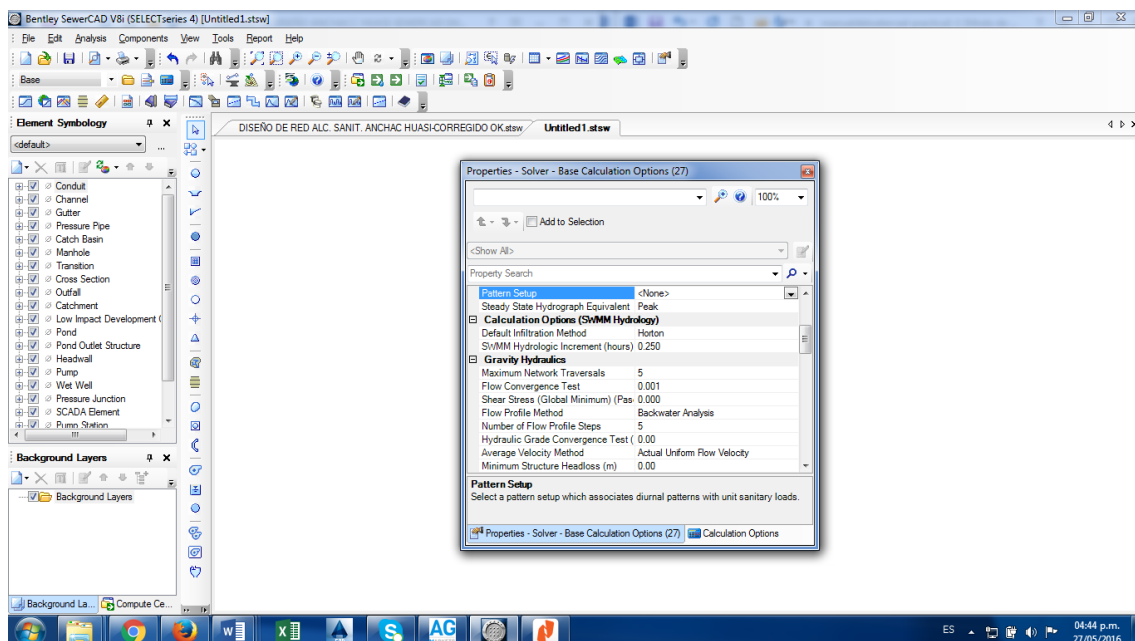 Bentley SewerCAD V8i (SELECTseries 4) [Untitled1.stsw]
File Edit Analysis Components View Tools Report Help
Base
Element Symbology
<default>
Conduit
Channel
Gutter
Pressure Pipe
Catch Basin
Manhole
Transition
Cross Section
Outfall
Catchment
Low Impact Development (
Pond
Pond Outlet Structure
Headwall
Pump
Wet Well
Pressure Junction
SCADA Element
Pump Station
Background Layers
Background Layers
Background La... Compute Ce...
DISEÑO DE RED ALC. SANIT. ANCHAC HUASI-CORREGIDO OK.stsw Untitled1.stsw
Properties - Solver - Base Calculation Options (27)
100%
Add to Selection
<Show All>
Property Search
Pattern Setup <None>
Steady State Hydrograph Equivalent Peak
Calculation Options (SWMM Hydrology)
Default Infiltration Method Horton
SWMM Hydrologic Increment (hours) 0.250
Gravity Hydraulics
Maximum Network Traversals 5
Flow Convergence Test 0.001
Shear Stress (Global Minimum) (Pas 0.000
Flow Profile Method Backwater Analysis
Number of Flow Profile Steps 5
Hydraulic Grade Convergence Test ( 0.00
Average Velocity Method Actual Uniform Flow Velocity
Minimum Structure Headloss (m) 0.00
Pattern Setup
Select a pattern setup which associates diurnal patterns with unit sanitary loads.
Properties - Solver - Base Calculation Options (27) Calculation Options
AG
ES 04:44 p.m.
27/05/2016